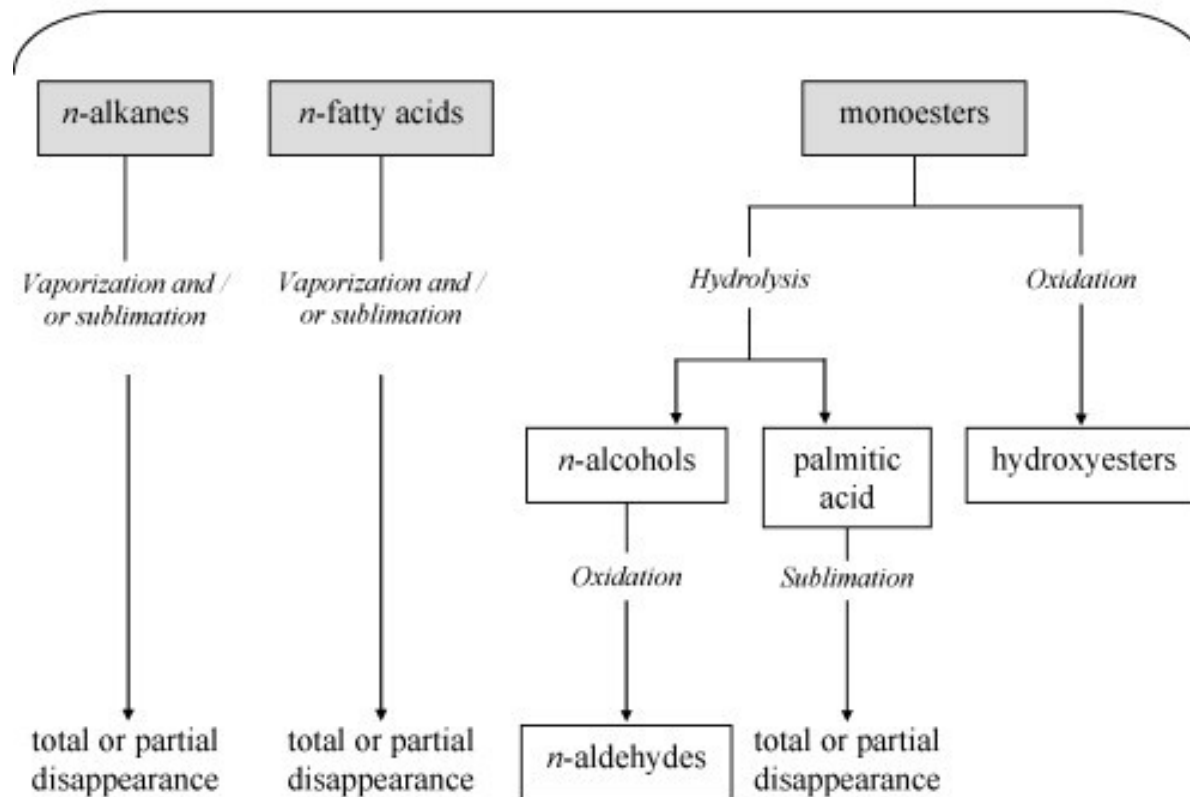 n-alkanes
n-fatty acids
monoesters
Vaporization and /
or sublimation
Vaporization and /
or sublimation
Hydrolysis
Oxidation
n-alcohols
palmitic
acid
hydroxyesters
Oxidation
Sublimation
total or partial
disappearance
total or partial
disappearance
n-aldehydes
total or partial
disappearance